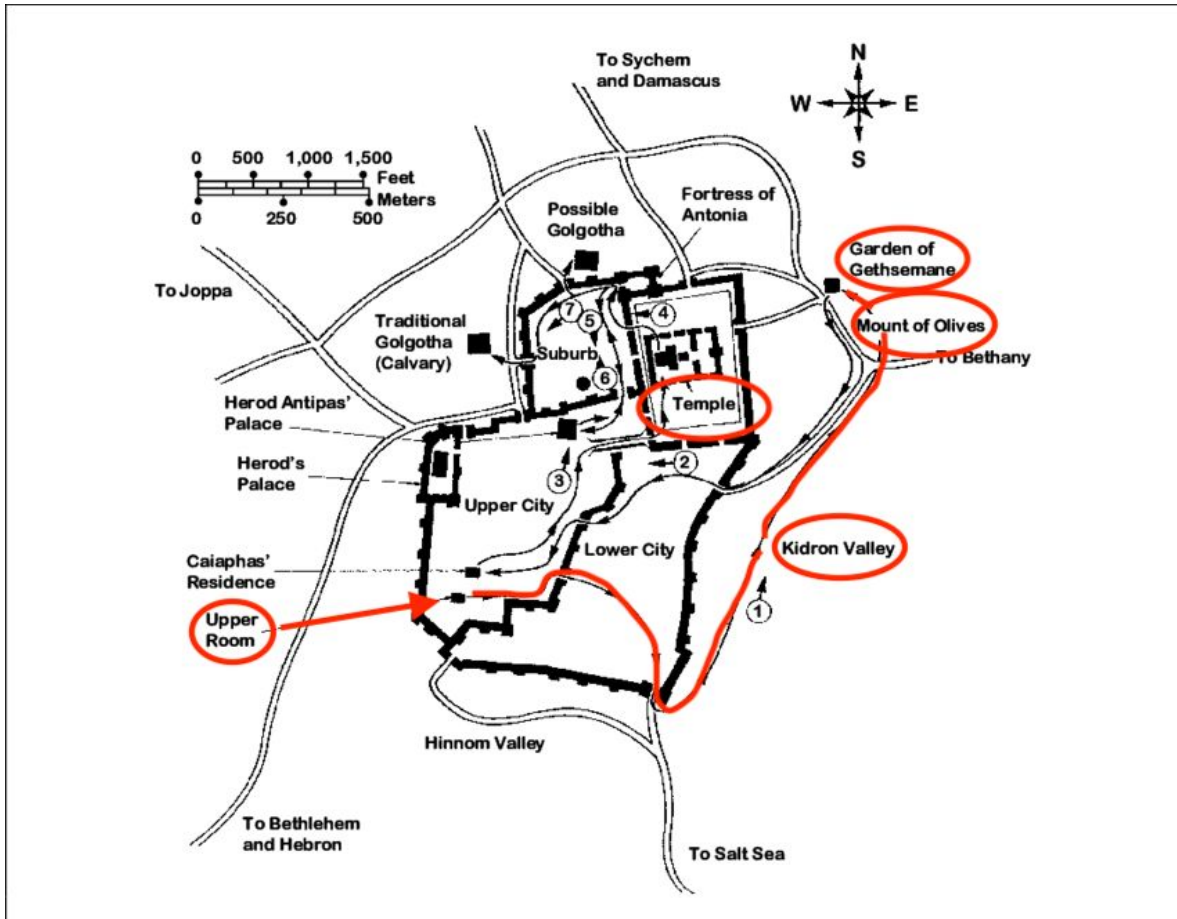 To Sychem
and Damascus
N
W E
S
0 500 1,000 1,500
Feet
Meters
0 250 500
Possible
Golgotha
Fortress of
Antonia
Garden of
Gethsemane
To Joppa
Mount of Olives
Traditional
Golgotha
(Calvary)
7
5
4
Suburb
To Bethany
6
Herod Antipas'
Palace
Temple
3
2
Herod's
Palace
Upper City
Lower City
Kidron Valley
Caiaphas'
Residence
1
Upper
Room
Hinnom Valley
To Bethlehem
and Hebron
To Salt Sea